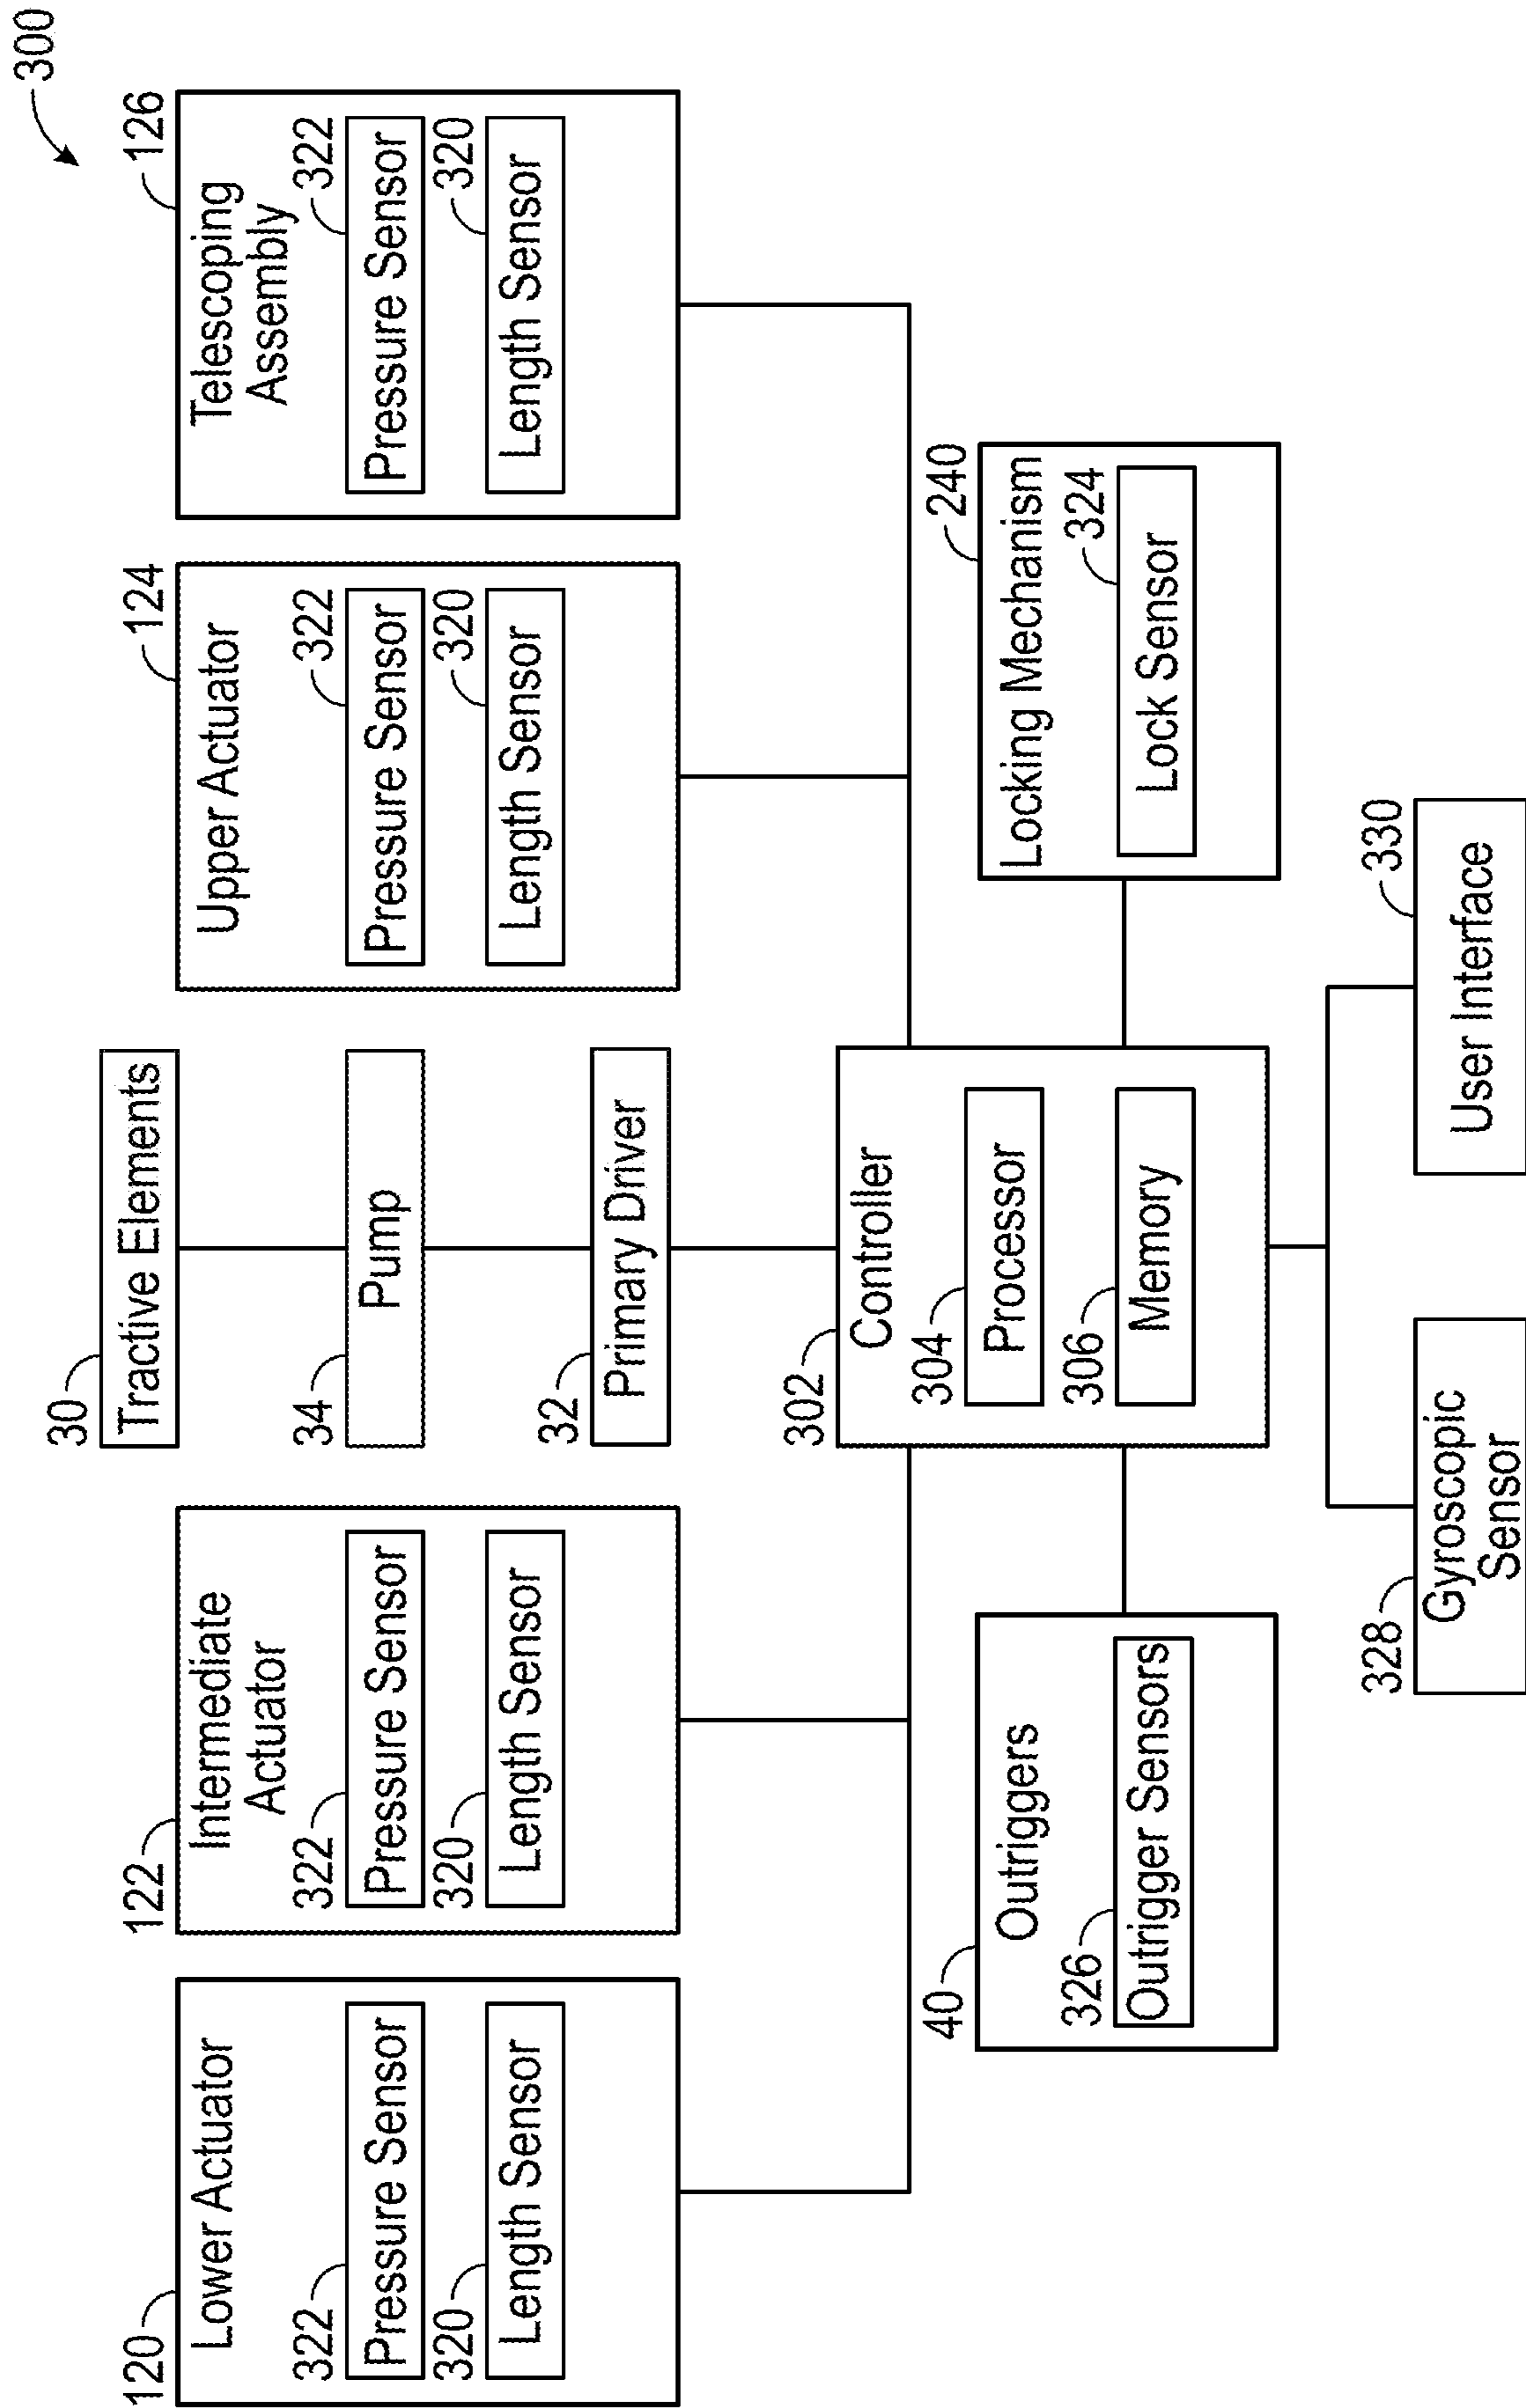 300
120
Lower Actuator
322
Pressure Sensor
320
Length Sensor
122
Intermediate
Actuator
322
Pressure Sensor
320
Length Sensor
30
Tractive Elements
34
Pump
32
Primary Driver
124
Upper Actuator
322
Pressure Sensor
320
Length Sensor
126
Telescoping
Assembly
322
Pressure Sensor
320
Length Sensor
302
Controller
304
Processor
306
Memory
40
Outriggers
326
Outrigger Sensors
240
Locking Mechanism
324
Lock Sensor
328
Gyroscopic
Sensor
330
User Interface